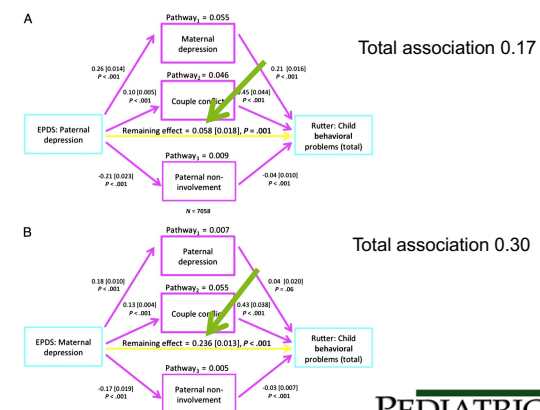 A
Pathway₁ = 0.055
Maternal
depression
Total association 0.17
0.26 [0.014]
P < .001
0.21 [0.016]
P < .001
Pathway₂ = 0.046
0.10 [0.005]
P < .001
Couple conflict
0.45 [0.044]
P < .001
EPDS: Paternal
depression
Remaining effect = 0.058 [0.018], P = .001
Rutter: Child
behavioral
problems (total)
Pathway₃ = 0.009
-0.21 [0.023]
P < .001
Paternal non-
involvement
-0.04 [0.010]
P < .001
N = 7058
B
Pathway₁ = 0.007
Paternal
depression
Total association 0.30
0.18 [0.010]
P < .001
0.04 [0.020]
P = .06
Pathway₂ = 0.055
0.13 [0.004]
P < .001
Couple
0.43 [0.038]
P < .001
EPDS: Maternal
depression
Remaining effect = 0.236 [0.013], P < .001
Rutter: Child
behavioral
problems (total)
Pathway₃ = 0.005
-0.17 [0.019]
P < .001
Paternal non-
involvement
-0.03 [0.007]
P < .001
PEDIATRIC